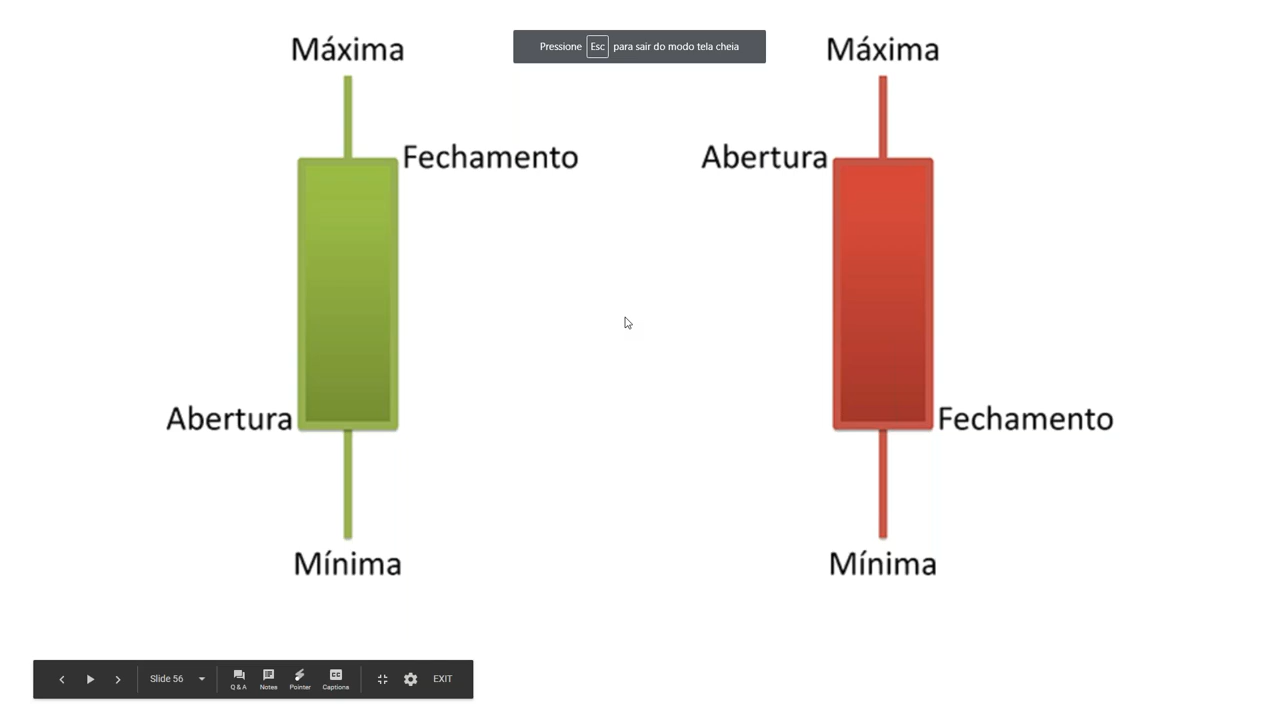 Máxima
Pressione Esc para sair do modo tela cheia
Máxima
Fechamento
Abertura
Abertura
Fechamento
Mínima
Mínima
Slide 56
Q & A
Notes
Pointer
CC
Captions
EXIT